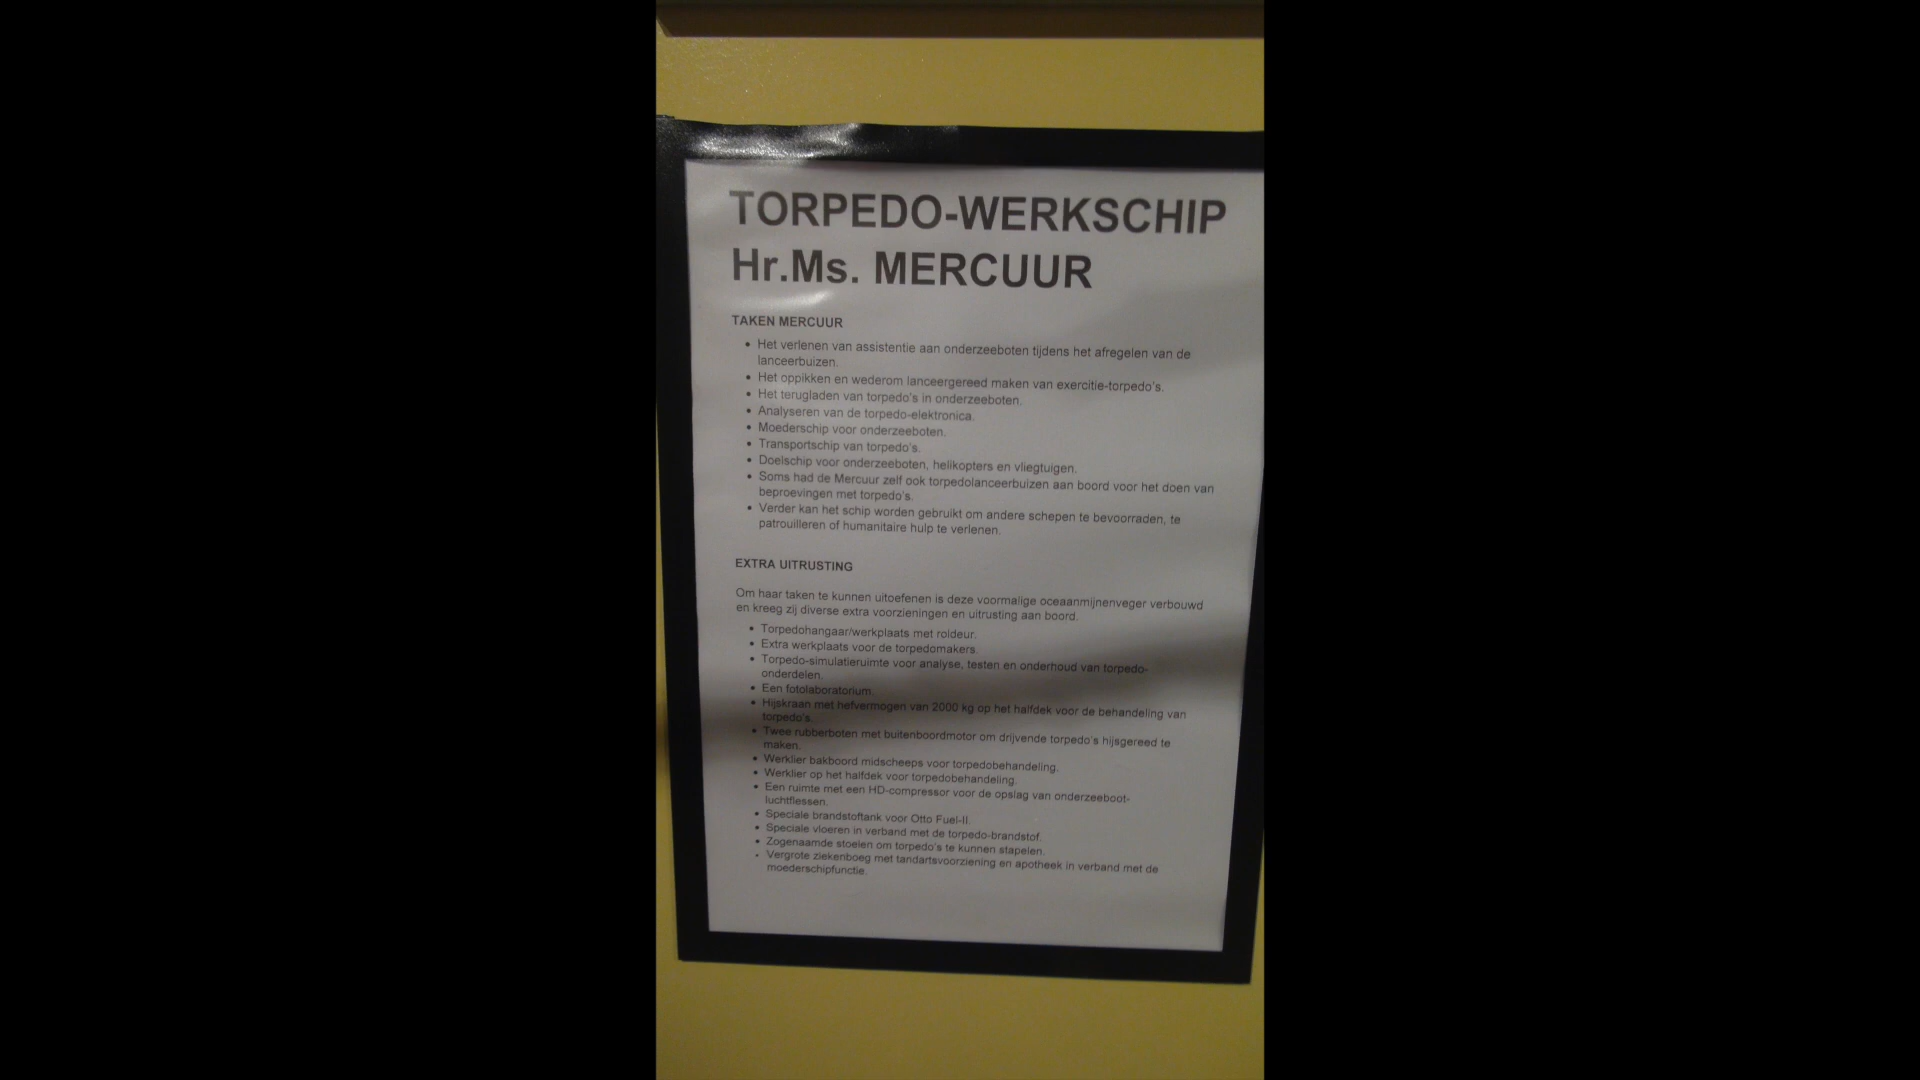 TORPEDO-WERKSCHIP
Hr.Ms. MERCUUR
TAKEN MERCUUR
• Het verlenen van assistentie aan onderzeeboten tijdens het afregelen van de
lanceerbuizen.
• Het oppikken en wederom lanceergereed maken van exercitie-torpedo's.
• Het terugladen van torpedo's in onderzeeboten.
• Analyseren van de torpedo-elektronica.
• Moederschip voor onderzeeboten.
• Transportschip van torpedo's.
• Doelschip voor onderzeeboten, helikopters en vliegtuigen.
• Soms had de Mercuur zelf ook torpedolanceerbuizen aan boord voor het doen van
beproevingen met torpedo's.
• Verder kan het schip worden gebruikt om andere schepen te bevoorraden, te
patrouilleren of humanitaire hulp te verlenen.
EXTRA UITRUSTING
Om haar taken te kunnen uitoefenen is deze voormalige oceaanmijnenveger verbouwd
en kreeg zij diverse extra voorzieningen en uitrusting aan boord.
• Torpedohangaar/werkplaats met roldeur.
• Extra werkplaats voor de torpedomakers.
• Torpedo-simulatieruimte voor analyse, testen en onderhoud van torpedo-
onderdelen.
• Een fotolaboratorium.
• Hijskraan met hefvermogen van 2000 kg op het halfdek voor de behandeling van
torpedo's.
• Twee rubberboten met buitenboordmotor om drijvende torpedo's hijsgereed te
maken.
• Werklier bakboord midscheeps voor torpedobehandeling.
• Werklier op het halfdek voor torpedobehandeling.
• Een ruimte met een HD-compressor voor de opslag van onderzeeboot-
luchtflessen.
• Speciale brandstoftank voor Otto Fuel-II.
• Speciale vloeren in verband met de torpedo-brandstof.
• Zogenaamde stoelen om torpedo's te kunnen stapelen.
• Vergrote ziekenboeg met tandartsvoorziening en apotheek in verband met de
moederschipfunctie.